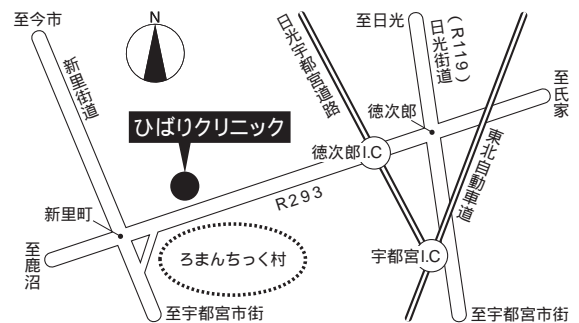 至今市
N
新里街道
日光宇都宮道路
至日光
(R119)
日光街道
至氏家
ひばりクリニック
徳次郎
徳次郎I.C
東北自動車道
R293
新里町
至鹿沼
ろまんちっく村
宇都宮I.C
至宇都宮市街
至宇都宮市街